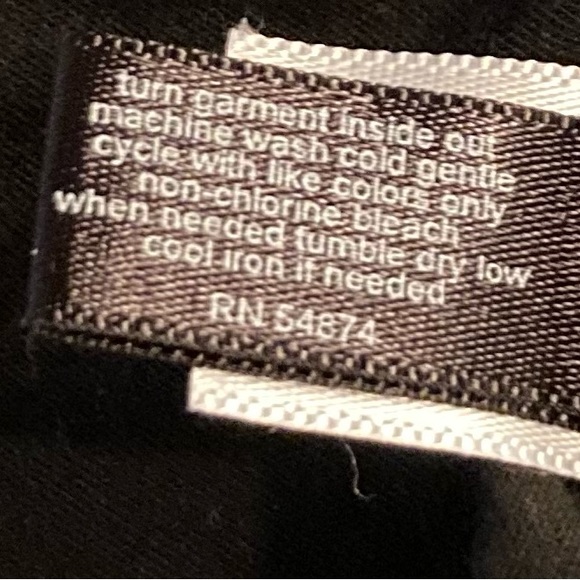 turn garment inside out
machine wash cold gentle
cycle with like colors only
non-chlorine bleach
when needed tumble dry low
cool iron if needed
RN 54874